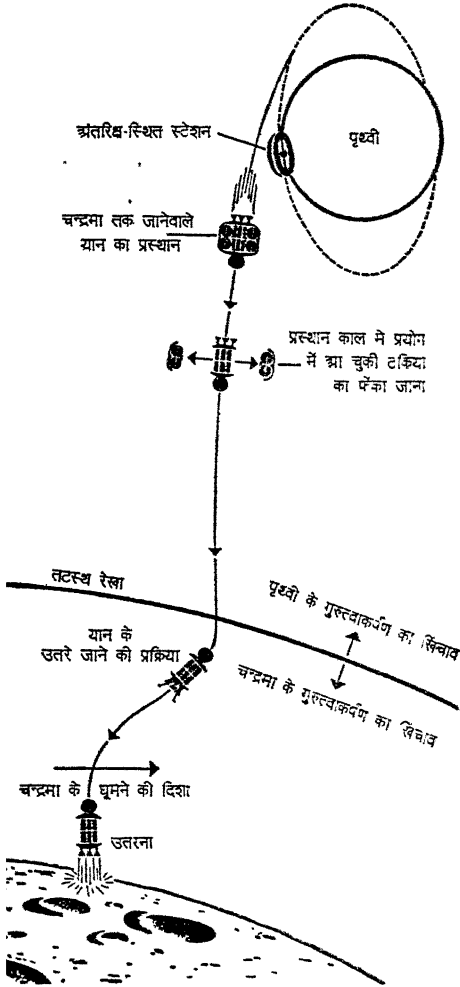 पृथ्वी
अंतरिक्ष-स्थित स्टेशन
चन्द्रमा तक जानेवाले
यान का प्रस्थान
प्रस्थान काल मे प्रयोग
में आ चुकी टंकिया
का फेंका जाना
तटस्थ रेखा
पृथ्वी के गुरुत्वाकर्षण का खिंचाव
यान के
उतरे जाने की प्रक्रिया
चन्द्रमा के गुरुत्वाकर्षण का खिंचाव
चन्द्रमा के घूमने की दिशा
उतरना